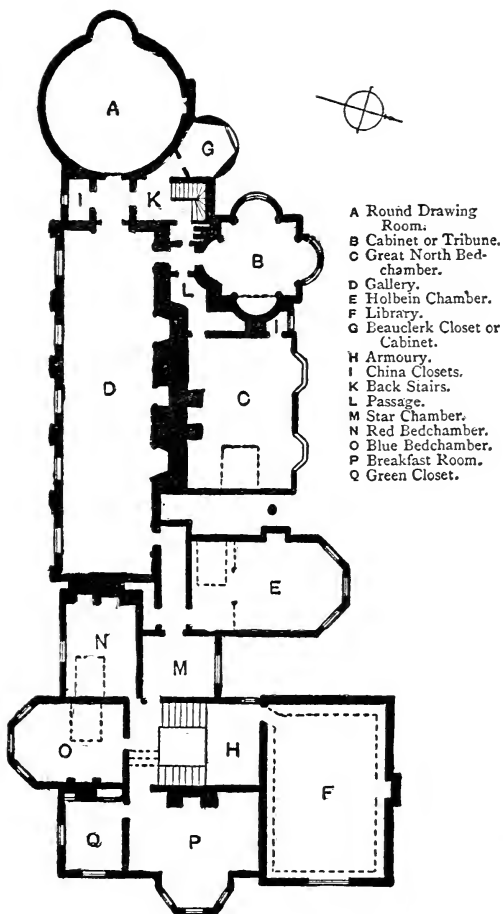 A
G
I
K
B
L
I
D
C
E
N
M
O
H
F
Q
P
A Round Drawing
Room.
B Cabinet or Tribune.
C Great North Bed-
chamber.
D Gallery.
E Holbein Chamber.
F Library.
G Beauclerk Closet or
Cabinet.
H Armoury.
I China Closets.
K Back Stairs.
L Passage.
M Star Chamber.
N Red Bedchamber.
O Blue Bedchamber.
P Breakfast Room.
Q Green Closet.